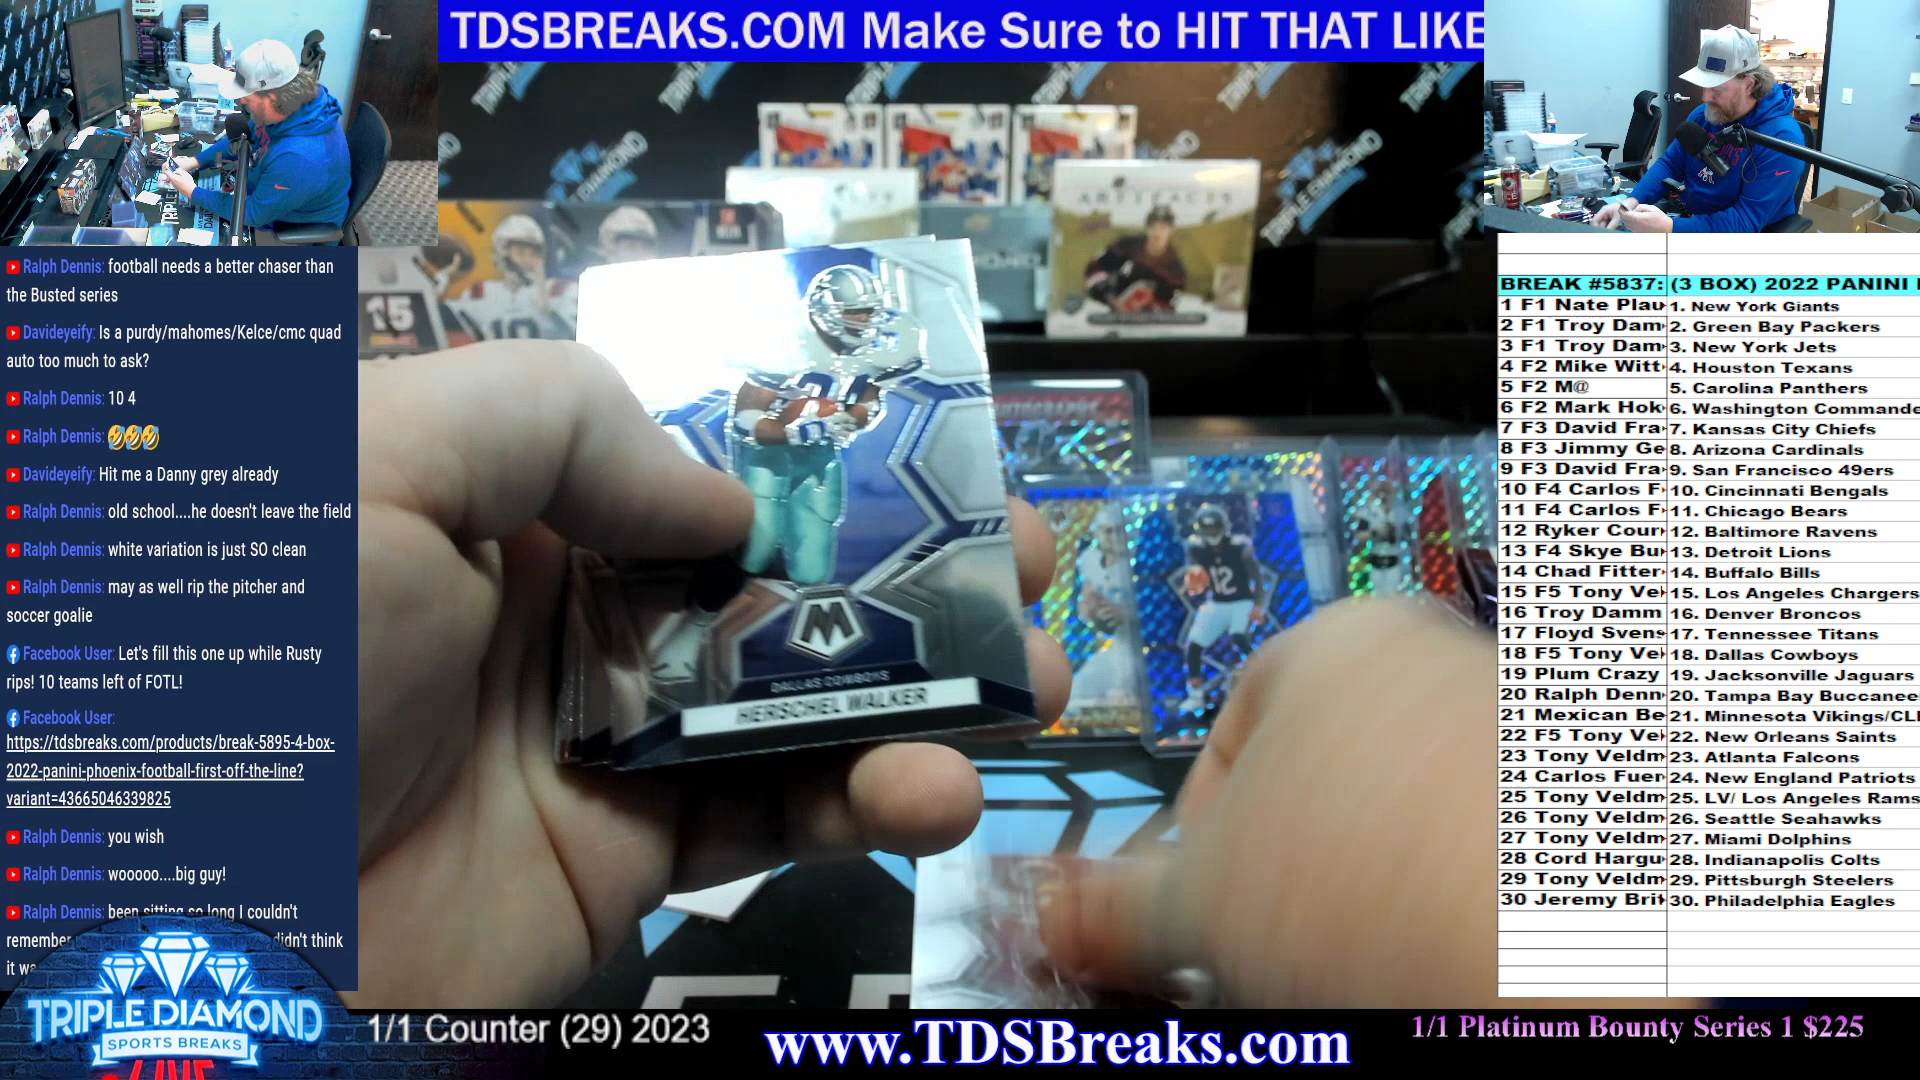 TDSBREAKS.COM Make Sure to HIT THAT LIKE
Ralph Dennis: football needs a better chaser than
the Busted series
Davideyeify: Is a purdy/mahomes/Kelce/cmc quad
auto too much to ask?
Ralph Dennis: 10 4
Ralph Dennis: 🤣🤣🤣
Davideyeify: Hit me a Danny grey already
Ralph Dennis: old school....he doesn't leave the field
Ralph Dennis: white variation is just SO clean
Ralph Dennis: may as well rip the pitcher and
soccer goalie
Facebook User: Let's fill this one up while Rusty
rips! 10 teams left of FOTL!
Facebook User:
https://tdsbreaks.com/products/break-5895-4-box-
2022-panini-phoenix-football-first-off-the-line?
variant=43665046339825
Ralph Dennis: you wish
Ralph Dennis: wooooo....big guy!
Ralph Dennis: been sitting so long I couldn't
remember didn't think
it
TRIPLE DIAMOND
SPORTS BREAKS
LIVE
ARTIFACTS
15
12
M
DALLAS COWBOYS
HERSCHEL WALKER
BREAK #5837: (3 BOX) 2022 PANINI
1 F1 Nate Plau 1. New York Giants
2 F1 Troy Dam 2. Green Bay Packers
3 F1 Troy Dam 3. New York Jets
4 F2 Mike Witt 4. Houston Texans
5 F2 M@ 5. Carolina Panthers
6 F2 Mark Hok 6. Washington Commande
7 F3 David Fra 7. Kansas City Chiefs
8 F3 Jimmy Ge 8. Arizona Cardinals
9 F3 David Fra 9. San Francisco 49ers
10 F4 Carlos F 10. Cincinnati Bengals
11 F4 Carlos F 11. Chicago Bears
12 Ryker Cour 12. Baltimore Ravens
13 F4 Skye Bu 13. Detroit Lions
14 Chad Fitter 14. Buffalo Bills
15 F5 Tony Ve 15. Los Angeles Chargers
16 Troy Damm 16. Denver Broncos
17 Floyd Svens 17. Tennessee Titans
18 F5 Tony Ve 18. Dallas Cowboys
19 Plum Crazy 19. Jacksonville Jaguars
20 Ralph Denn 20. Tampa Bay Buccanee
21 Mexican Be 21. Minnesota Vikings/CL
22 F5 Tony Ve 22. New Orleans Saints
23 Tony Veldm 23. Atlanta Falcons
24 Carlos Fuer 24. New England Patriots
25 Tony Veldm 25. LV/ Los Angeles Rams
26 Tony Veldm 26. Seattle Seahawks
27 Tony Veldm 27. Miami Dolphins
28 Cord Hargu 28. Indianapolis Colts
29 Tony Veldm 29. Pittsburgh Steelers
30 Jeremy Brit 30. Philadelphia Eagles
1/1 Counter (29) 2023
www.TDSBreaks.com
1/1 Platinum Bounty Series 1 $225